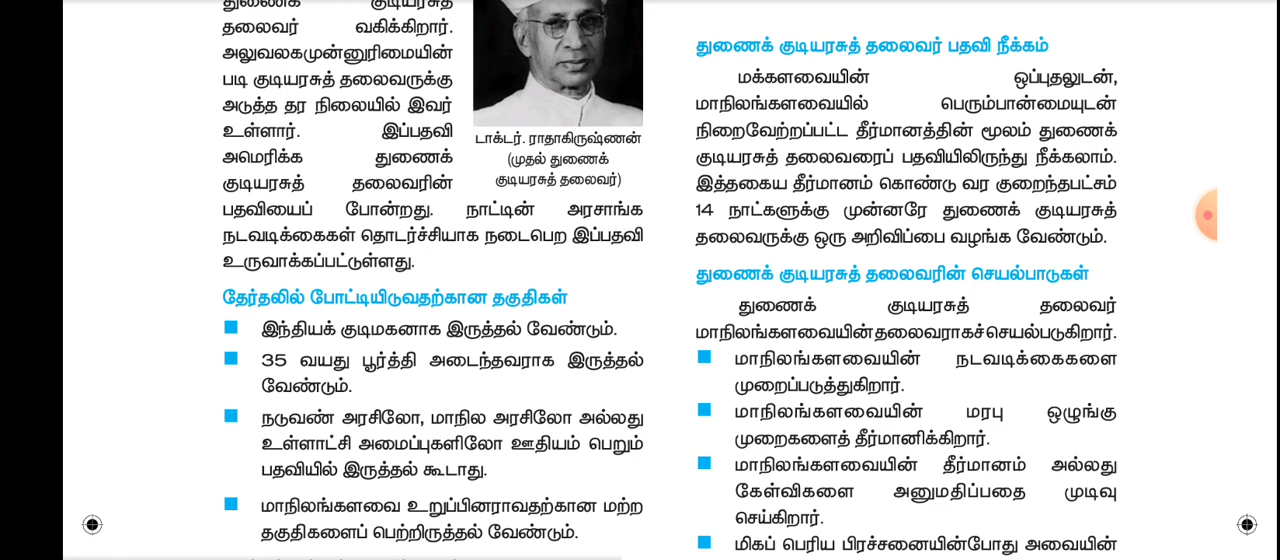 துணைக் குடியரசுத்
தலைவர் வகிக்கிறார்.
அலுவலகமுன்னுரிமையின்
படி குடியரசுத் தலைவருக்கு
அடுத்த தர நிலையில் இவர்
உள்ளார். இப்பதவி
அமெரிக்க துணைக்
குடியரசுத் தலைவரின்
பதவியைப் போன்றது. நாட்டின் அரசாங்க
நடவடிக்கைகள் தொடர்ச்சியாக நடைபெற இப்பதவி
உருவாக்கப்பட்டுள்ளது.
டாக்டர். ராதாகிருஷ்ணன்
(முதல் துணைக்
குடியரசுத் தலைவர்)
தேர்தலில் போட்டியிடுவதற்கான தகுதிகள்
இந்தியக் குடிமகனாக இருத்தல் வேண்டும்.
35 வயது பூர்த்தி அடைந்தவராக இருத்தல்
வேண்டும்.
நடுவண் அரசிலோ, மாநில அரசிலோ அல்லது
உள்ளாட்சி அமைப்புகளிலோ ஊதியம் பெறும்
பதவியில் இருத்தல் கூடாது.
மாநிலங்களவை உறுப்பினராவதற்கான மற்ற
தகுதிகளைப் பெற்றிருத்தல் வேண்டும்.
துணைக் குடியரசுத் தலைவர் பதவி நீக்கம்
மக்களவையின் ஒப்புதலுடன்,
மாநிலங்களவையில் பெரும்பான்மையுடன்
நிறைவேற்றப்பட்ட தீர்மானத்தின் மூலம் துணைக்
குடியரசுத் தலைவரைப் பதவியிலிருந்து நீக்கலாம்.
இத்தகைய தீர்மானம் கொண்டு வர குறைந்தபட்சம்
14 நாட்களுக்கு முன்னரே துணைக் குடியரசுத்
தலைவருக்கு ஒரு அறிவிப்பை வழங்க வேண்டும்.
துணைக் குடியரசுத் தலைவரின் செயல்பாடுகள்
துணைக் குடியரசுத் தலைவர்
மாநிலங்களவையின் தலைவராகச் செயல்படுகிறார்.
மாநிலங்களவையின் நடவடிக்கைகளை
முறைப்படுத்துகிறார்.
மாநிலங்களவையின் மரபு ஒழுங்கு
முறைகளைத் தீர்மானிக்கிறார்.
மாநிலங்களவையின் தீர்மானம் அல்லது
கேள்விகளை அனுமதிப்பதை முடிவு
செய்கிறார்.
மிகப் பெரிய பிரச்சனையின்போது அவையின்